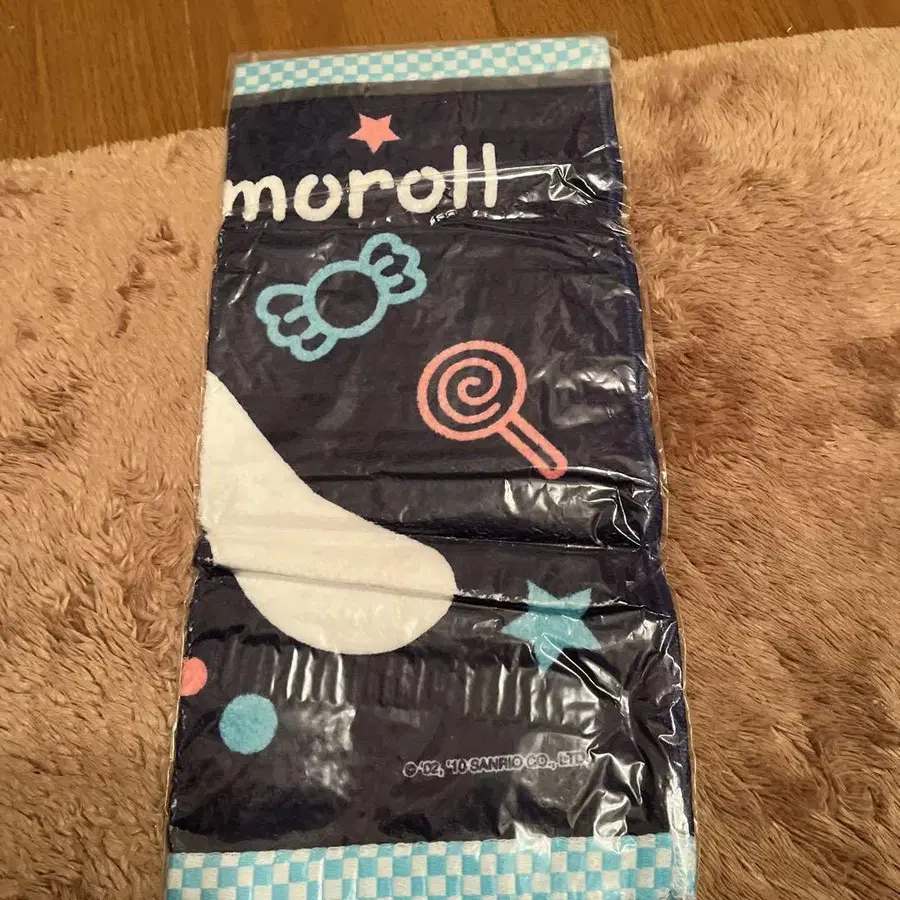 moroll
© '02, '10 SANRIO CO., LTD.